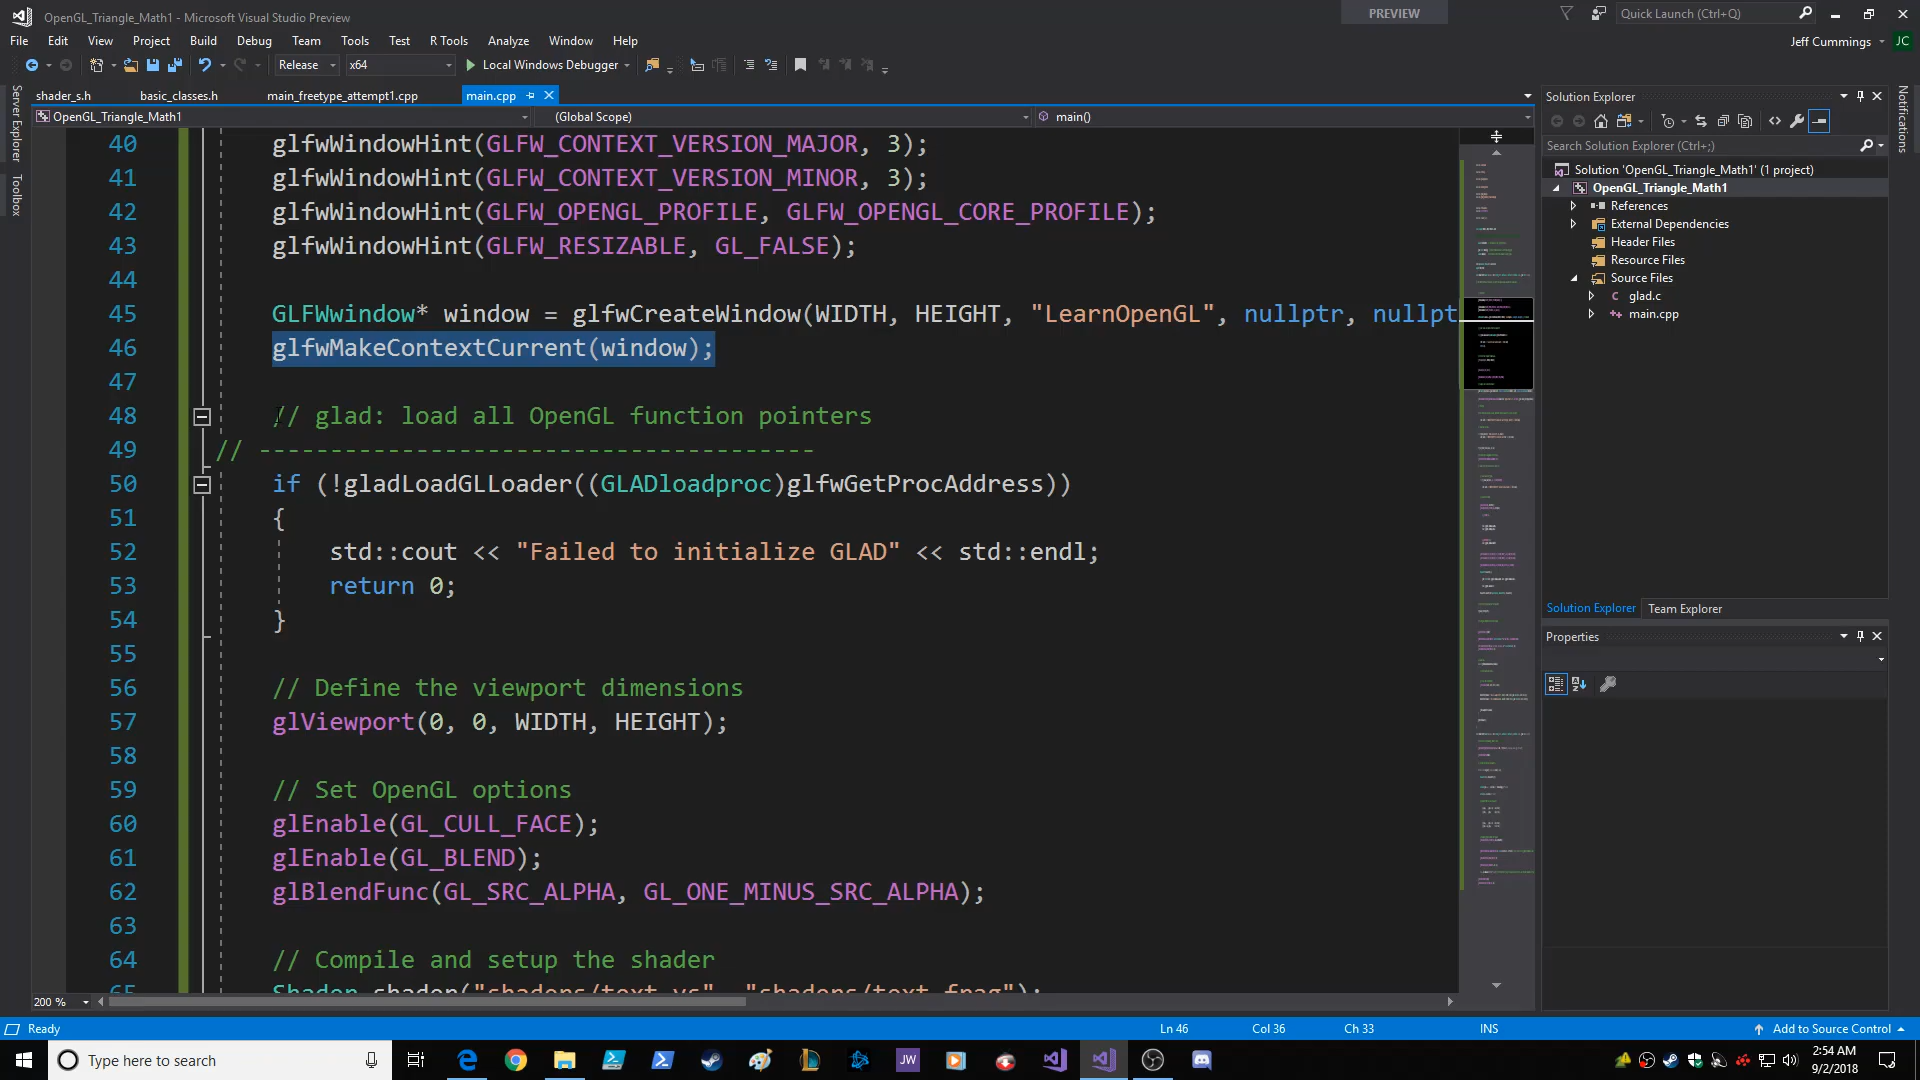 OpenGL_Triangle_Math1 - Microsoft Visual Studio Preview
PREVIEW
Quick Launch (Ctrl+Q)
File Edit View Project Build Debug Team Tools Test R Tools Analyze Window Help
Jeff Cummings JC
Release x64 Local Windows Debugger
Server Explorer
Toolbox
shader_s.h basic_classes.h main_freetype_attempt1.cpp main.cpp
OpenGL_Triangle_Math1 (Global Scope) main()
40 glfwWindowHint(GLFW_CONTEXT_VERSION_MAJOR, 3);
41 glfwWindowHint(GLFW_CONTEXT_VERSION_MINOR, 3);
42 glfwWindowHint(GLFW_OPENGL_PROFILE, GLFW_OPENGL_CORE_PROFILE);
43 glfwWindowHint(GLFW_RESIZABLE, GL_FALSE);
44
45 GLFWwindow* window = glfwCreateWindow(WIDTH, HEIGHT, "LearnOpenGL", nullptr, nullpt
46 glfwMakeContextCurrent(window);
47
48 // glad: load all OpenGL function pointers
49 // ---------------------------------------
50 if (!gladLoadGLLoader((GLADloadproc)glfwGetProcAddress))
51 {
52 std::cout << "Failed to initialize GLAD" << std::endl;
53 return 0;
54 }
55
56 // Define the viewport dimensions
57 glViewport(0, 0, WIDTH, HEIGHT);
58
59 // Set OpenGL options
60 glEnable(GL_CULL_FACE);
61 glEnable(GL_BLEND);
62 glBlendFunc(GL_SRC_ALPHA, GL_ONE_MINUS_SRC_ALPHA);
63
64 // Compile and setup the shader
65 Shader shader("shaders/text.vs", "shaders/text.frag");
200 %
Solution Explorer
Search Solution Explorer (Ctrl+;)
Solution 'OpenGL_Triangle_Math1' (1 project)
OpenGL_Triangle_Math1
References
External Dependencies
Header Files
Resource Files
Source Files
glad.c
main.cpp
Solution Explorer Team Explorer
Properties
Notifications
Ready Ln 46 Col 36 Ch 33 INS Add to Source Control
Type here to search
JW
2:54 AM
9/2/2018